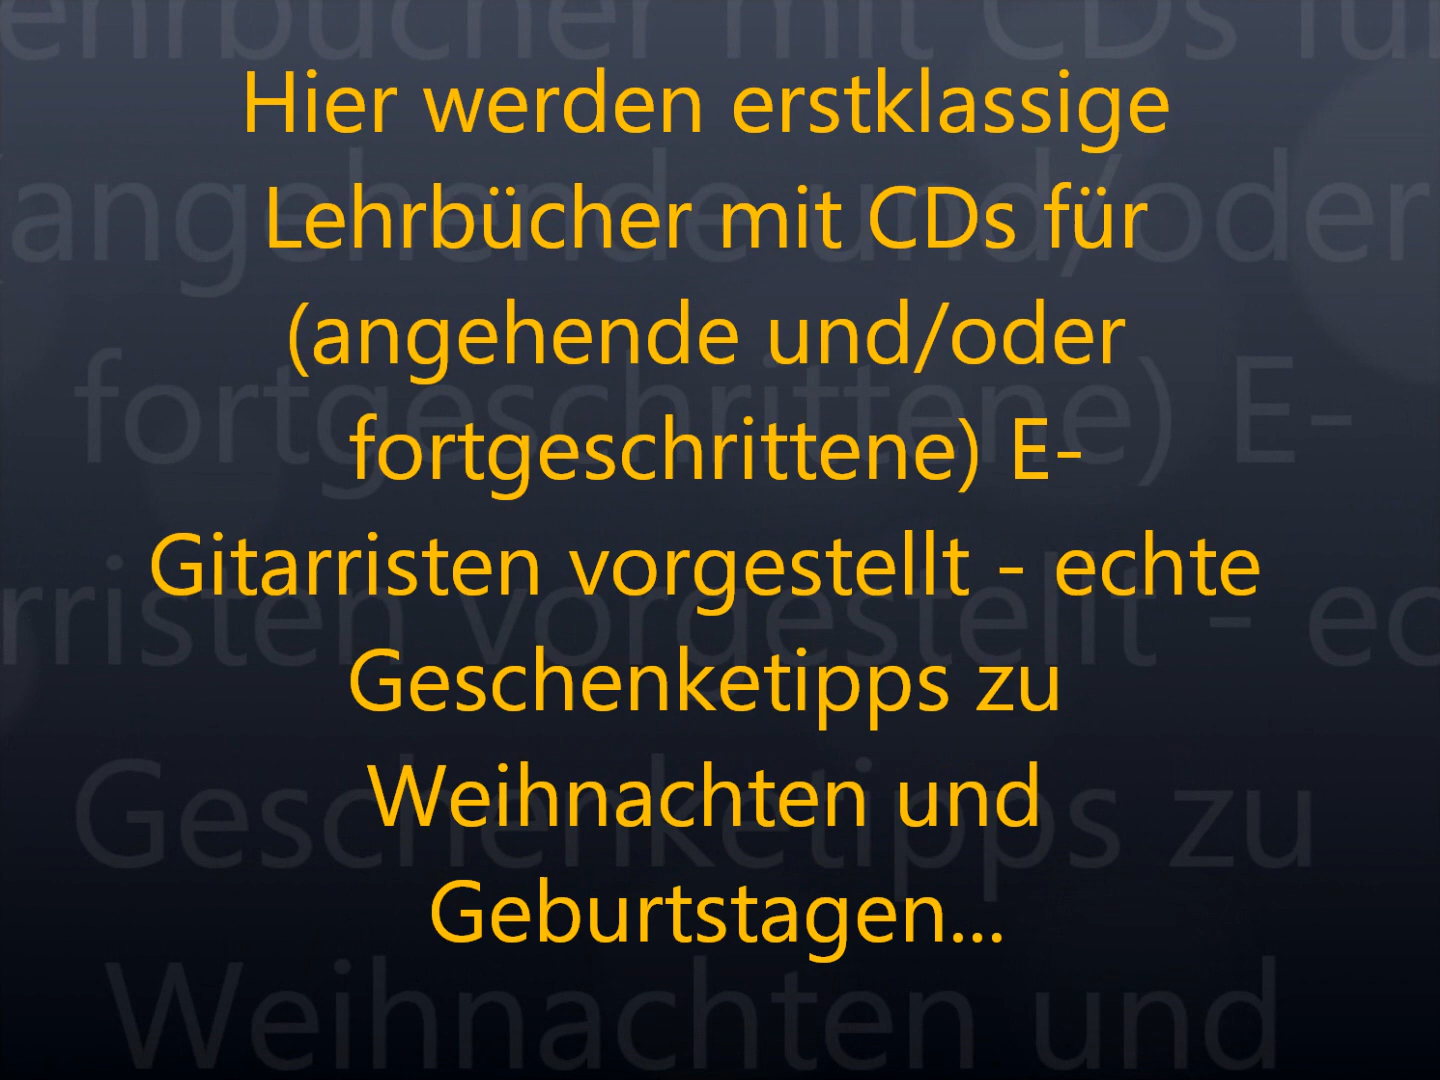 Hier werden erstklassige
Lehrbücher mit CDs für
(angehende und/oder
fortgeschrittene) E-
Gitarristen vorgestellt - echte
Geschenketipps zu
Weihnachten und
Geburtstagen...